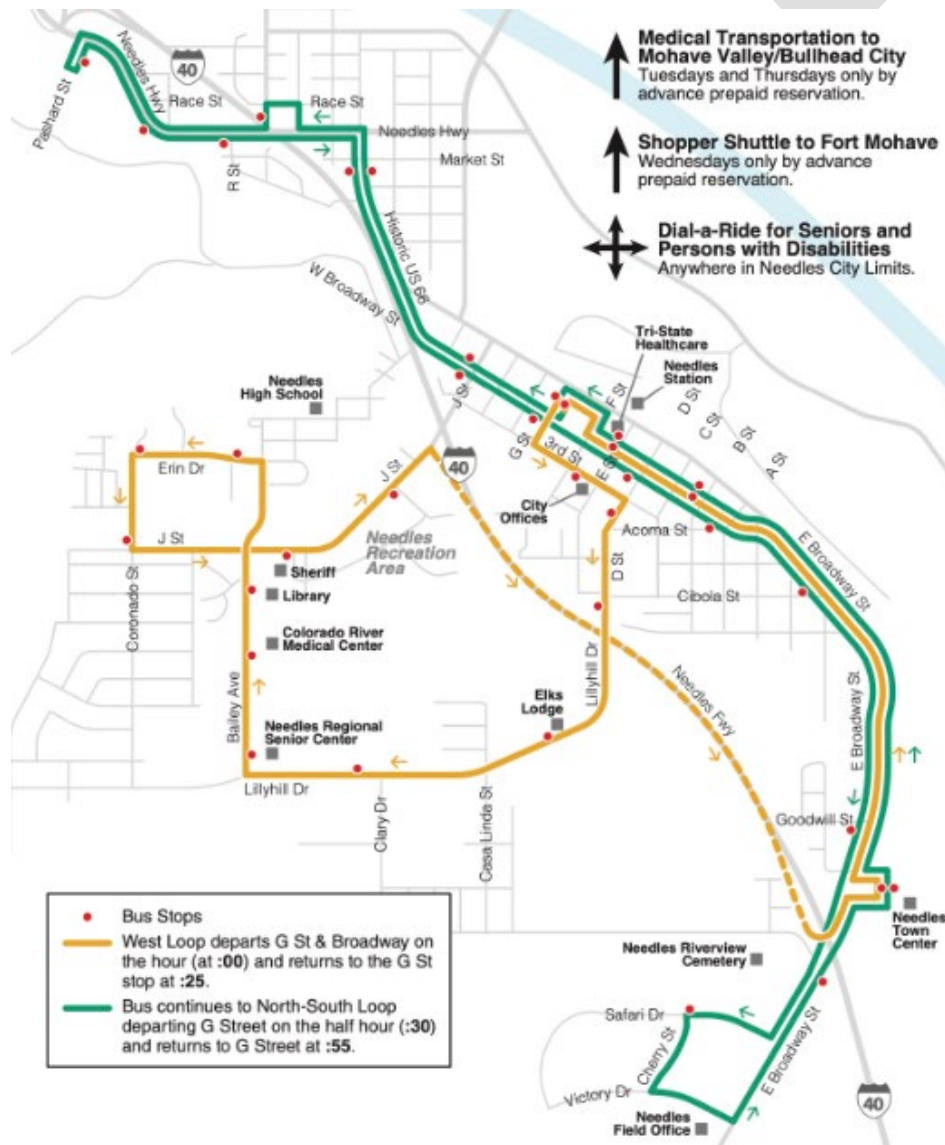 Medical Transportation to
Mohave Valley/Bullhead City
Tuesdays and Thursdays only by
advance prepaid reservation.
Shopper Shuttle to Fort Mohave
Wednesdays only by advance
prepaid reservation.
Dial-a-Ride for Seniors and
Persons with Disabilities
Anywhere in Needles City Limits.
Pashard St
Needles Hwy
40
Race St
Race St
Needles Hwy
Market St
R St
Historic US 66
W Broadway St
Tri-State
Healthcare
Needles
Station
Needles
High School
J St
F St
D St
C St
B St
A St
G St
3rd St
E St
40
Erin Dr
J St
City
Offices
Acoma St
E Broadway St
Needles
Recreation
Area
J St
Sheriff
Library
D St
Cibola St
Coronado St
Colorado River
Medical Center
Bailey Ave
Lillyhill Dr
Needles Fwy
Elks
Lodge
E Broadway St
Needles Regional
Senior Center
Lillyhill Dr
Clary Dr
Casa Linda St
Goodwill St
Needles
Town
Center
Needles Riverview
Cemetery
Safari Dr
Cherry St
E Broadway St
Victory Dr
Needles
Field Office
40
Bus Stops
West Loop departs G St & Broadway on
the hour (at :00) and returns to the G St
stop at :25.
Bus continues to North-South Loop
departing G Street on the half hour (:30)
and returns to G Street at :55.